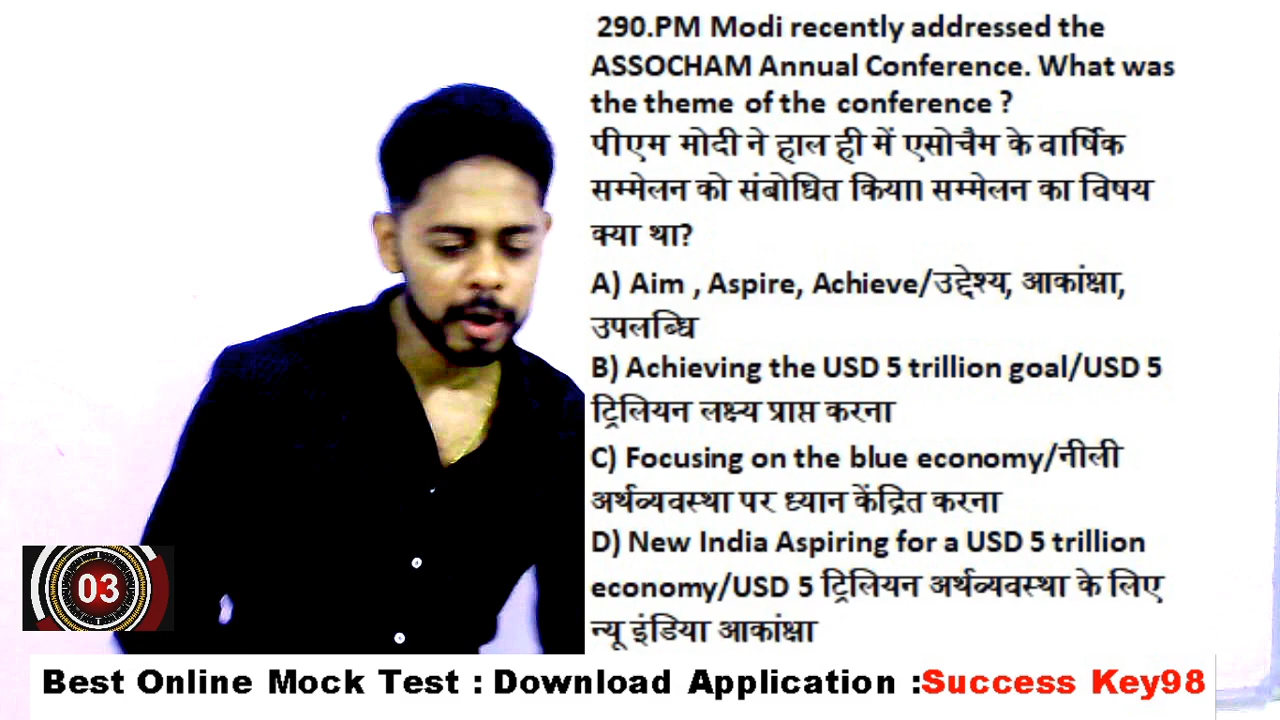 290.PM Modi recently addressed the
ASSOCHAM Annual Conference. What was
the theme of the conference ?
पीएम मोदी ने हाल ही में एसोचैम के वार्षिक
सम्मेलन को संबोधित किया। सम्मेलन का विषय
क्या था?
A) Aim , Aspire, Achieve/उद्देश्य, आकांक्षा,
उपलब्धि
B) Achieving the USD 5 trillion goal/USD 5
ट्रिलियन लक्ष्य प्राप्त करना
C) Focusing on the blue economy/नीली
अर्थव्यवस्था पर ध्यान केंद्रित करना
D) New India Aspiring for a USD 5 trillion
economy/USD 5 ट्रिलियन अर्थव्यवस्था के लिए
न्यू इंडिया आकांक्षा
03
Best Online Mock Test : Download Application :Success Key98